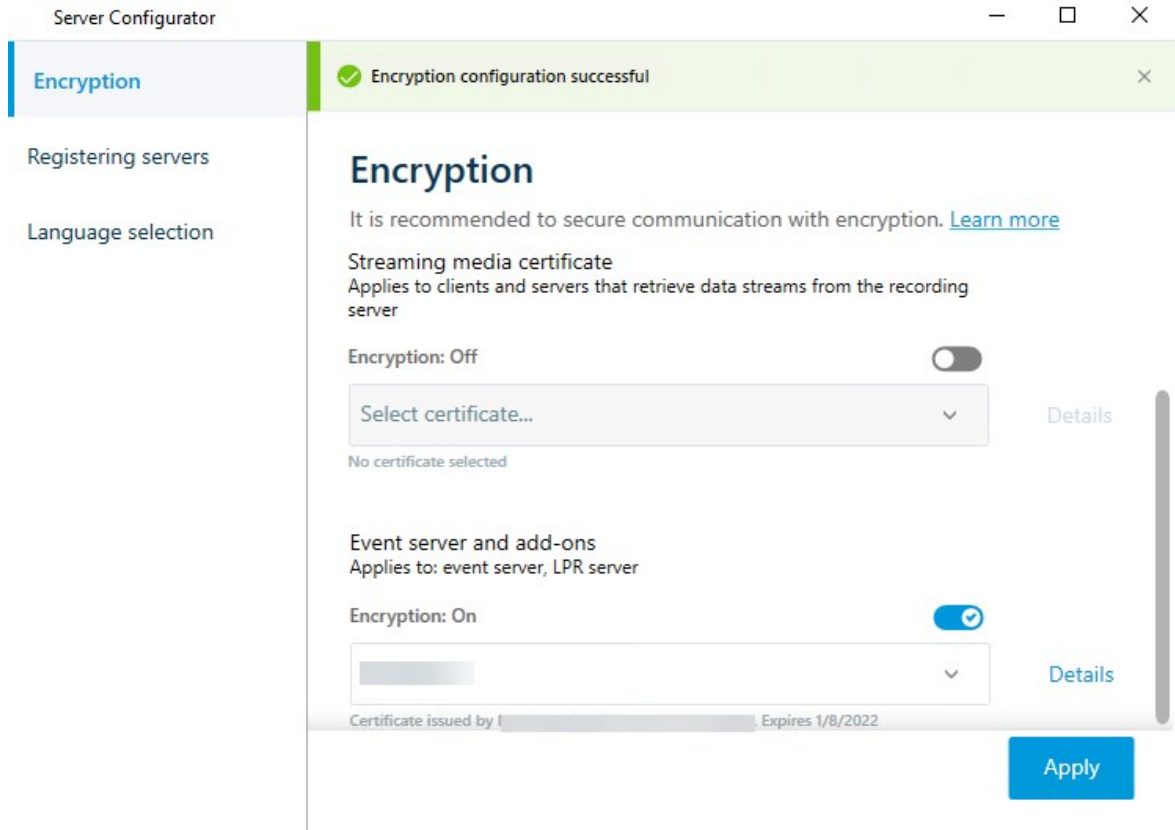 Server Configurator
Encryption
Encryption configuration successful
Registering servers
Language selection
Encryption
It is recommended to secure communication with encryption. Learn more
Streaming media certificate
Applies to clients and servers that retrieve data streams from the recording
server
Encryption: Off
Select certificate...
Details
No certificate selected
Event server and add-ons
Applies to: event server, LPR server
Encryption: On
Details
Certificate issued by . Expires 1/8/2022
Apply